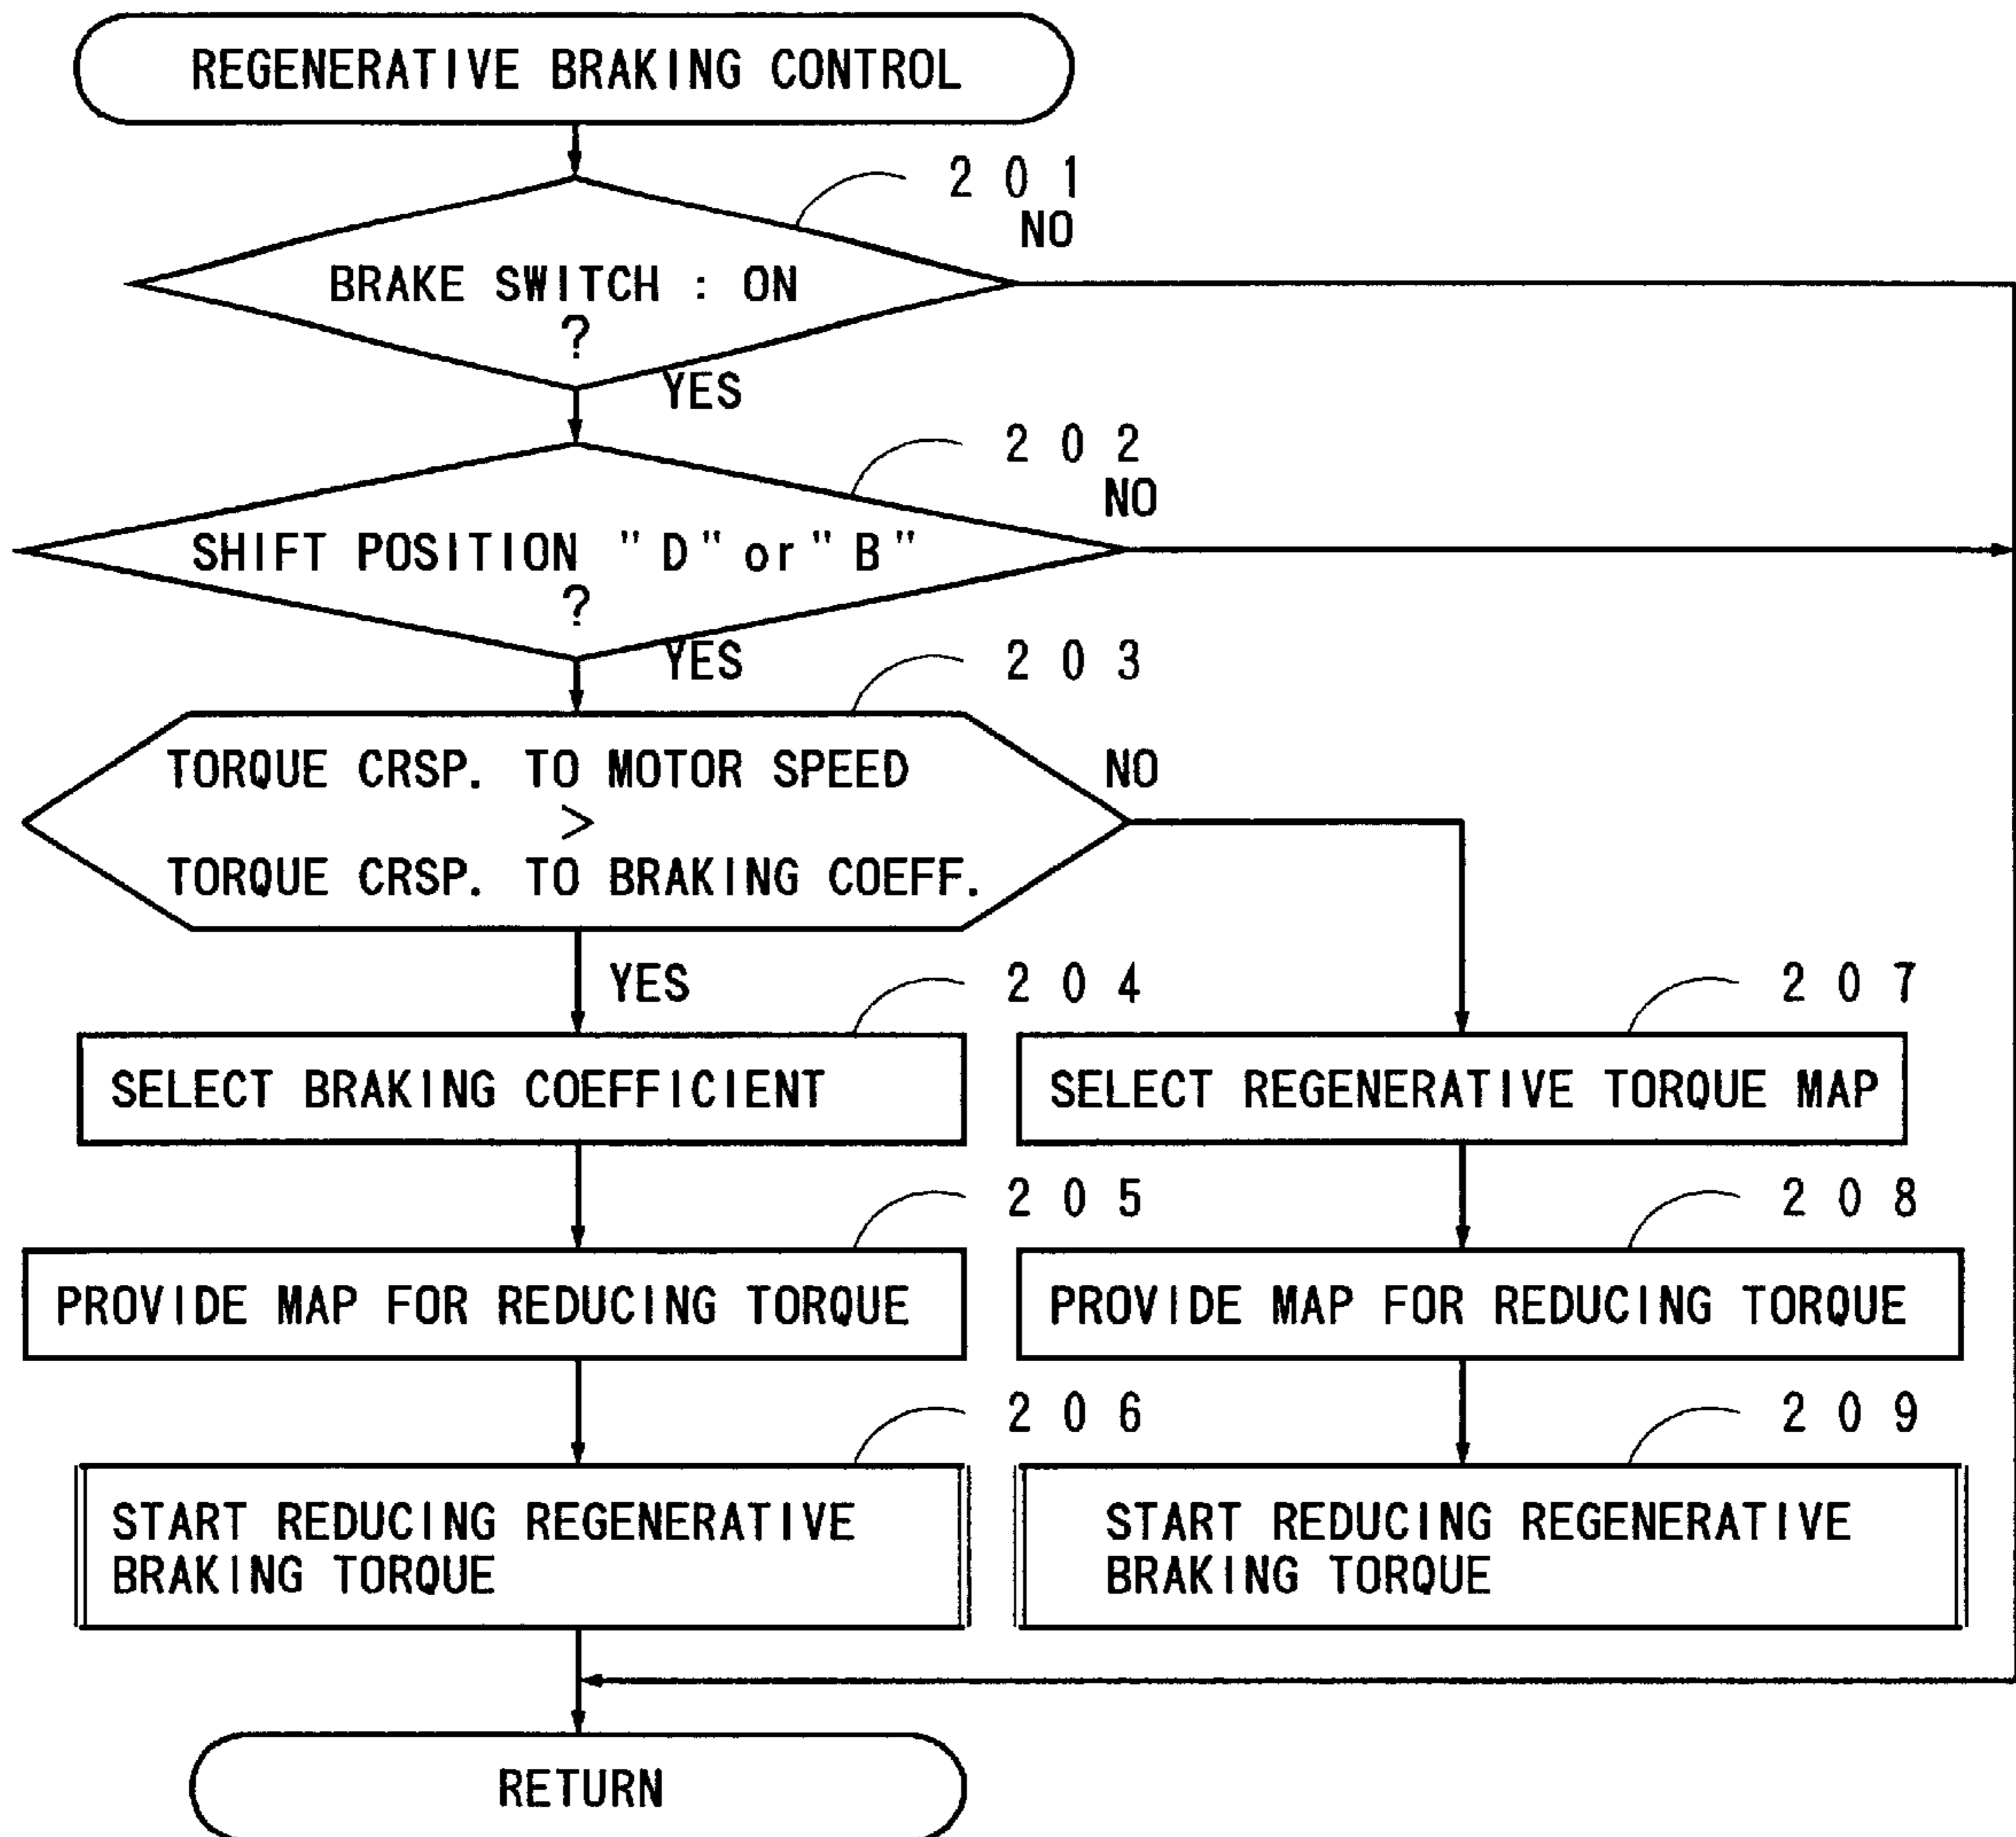 REGENERATIVE BRAKING CONTROL
201
NO
BRAKE SWITCH : ON
?
YES
202
NO
SHIFT POSITION "D" or "B"
?
YES
203
TORQUE CRSP. TO MOTOR SPEED
>
TORQUE CRSP. TO BRAKING COEFF.
NO
YES
204
207
SELECT BRAKING COEFFICIENT
SELECT REGENERATIVE TORQUE MAP
205
208
PROVIDE MAP FOR REDUCING TORQUE
PROVIDE MAP FOR REDUCING TORQUE
206
209
START REDUCING REGENERATIVE
BRAKING TORQUE
START REDUCING REGENERATIVE
BRAKING TORQUE
RETURN